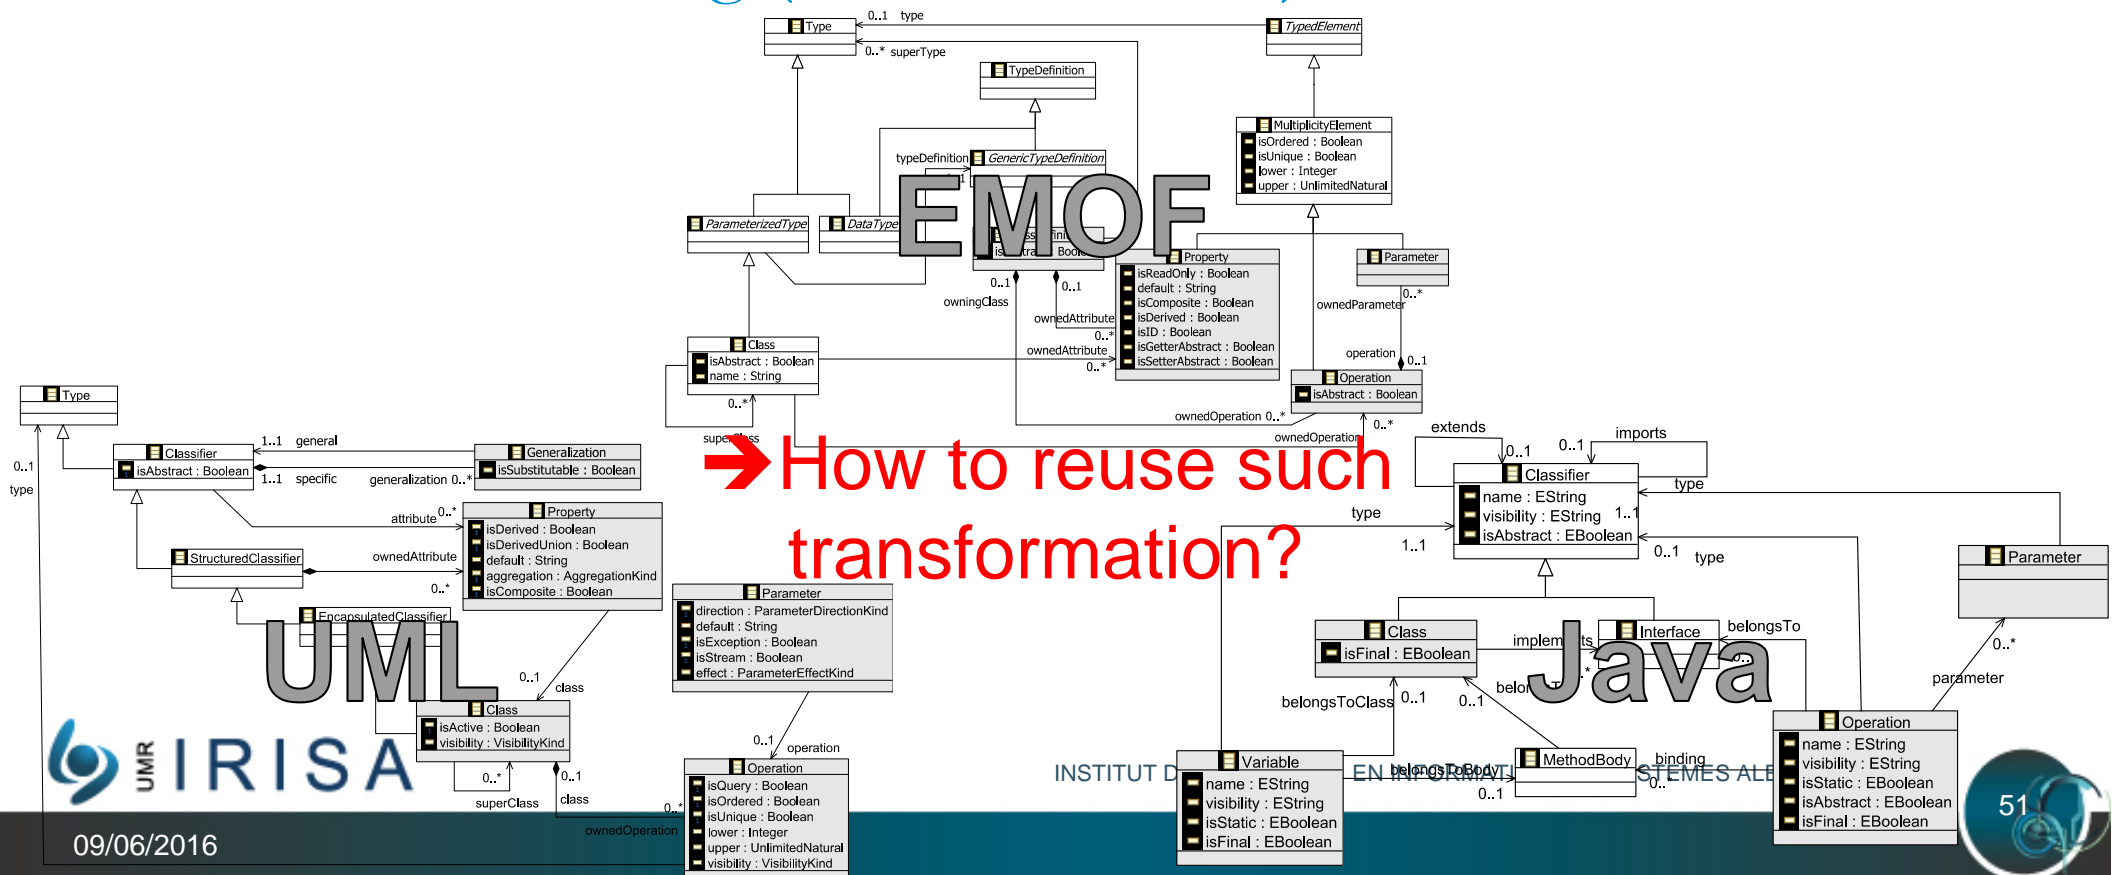 0..1 type
Type
TypedElement
0..* superType
TypeDefinition
MultiplicityElement
isOrdered : Boolean
isUnique : Boolean
lower : Integer
upper : UnlimitedNatural
typeDefinition
GenericTypeDefinition
EMOF
ParameterizedType
DataType
Property
isReadOnly : Boolean
default : String
isComposite : Boolean
isDerived : Boolean
isID : Boolean
isGetterAbstract : Boolean
isSetterAbstract : Boolean
Parameter
0..1
0..1
owningClass
ownedAttribute
0..*
ownedParameter
0..*
Class
isAbstract : Boolean
name : String
ownedAttribute
0..*
operation
0..1
Operation
isAbstract : Boolean
0..*
superClass
ownedOperation 0..*
ownedOperation
0..*
➔How to reuse such
transformation?
Type
0..1
type
Classifier
isAbstract : Boolean
1..1 general
1..1 specific
generalization 0..*
Generalization
isSubstitutable : Boolean
attribute
0..*
Property
isDerived : Boolean
isDerivedUnion : Boolean
default : String
aggregation : AggregationKind
isComposite : Boolean
StructuredClassifier
ownedAttribute
0..*
EncapsulatedClassifier
UML
0..1
class
Class
isActive : Boolean
visibility : VisibilityKind
0..*
superClass
0..1
class
Parameter
direction : ParameterDirectionKind
default : String
isException : Boolean
isStream : Boolean
effect : ParameterEffectKind
0..1
operation
Operation
isQuery : Boolean
isOrdered : Boolean
isUnique : Boolean
lower : Integer
upper : UnlimitedNatural
visibility : VisibilityKind
0..*
ownedOperation
extends
0..1
0..1
imports
Classifier
name : EString
visibility : EString
isAbstract : EBoolean
type
1..1
type
1..1
0..1
type
Parameter
Class
isFinal : EBoolean
implements
Interface
belongsTo
Java
0..*
parameter
belongsToClass
0..1
0..1
Variable
name : EString
visibility : EString
isStatic : EBoolean
isFinal : EBoolean
belongsToBody
0..1
MethodBody
binding
0..*
Operation
name : EString
visibility : EString
isStatic : EBoolean
isAbstract : EBoolean
isFinal : EBoolean
UMR
IRISA
INSTITUT
EN
09/06/2016
51